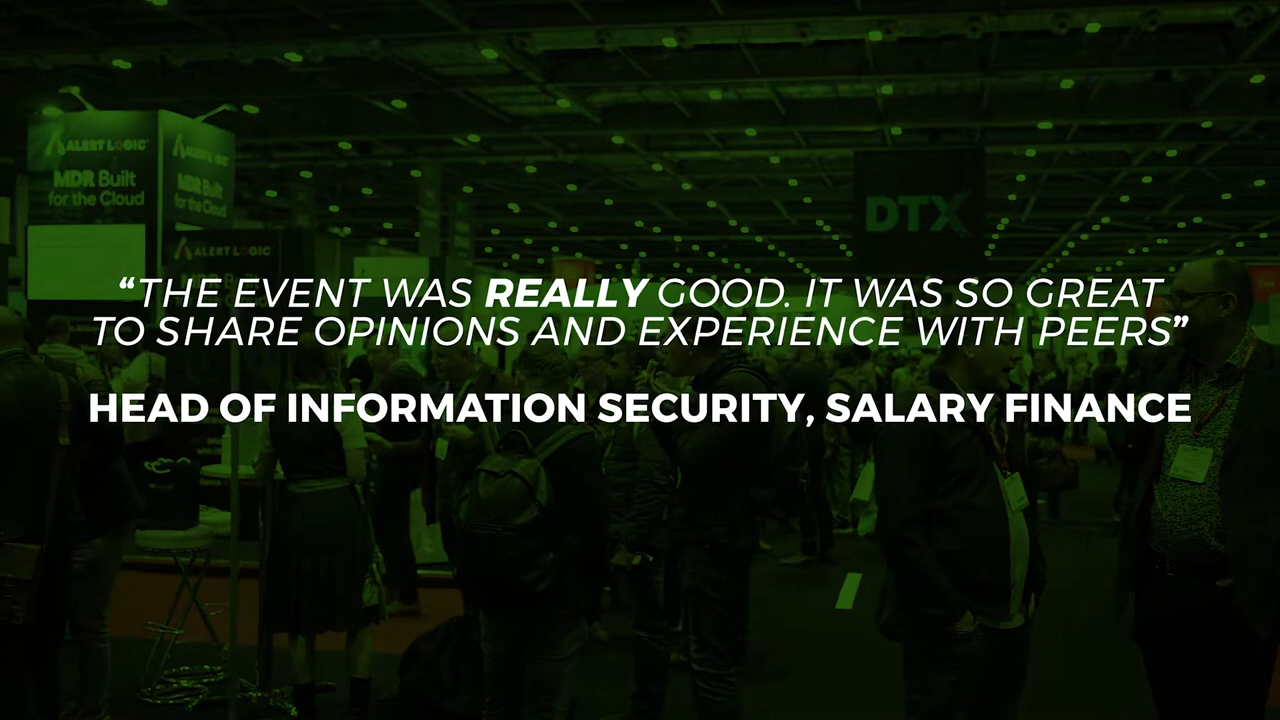 ALERT LOGIC
MDR Built
for the Cloud
ALERT LOGIC
MDR Built
for the Cloud
ALERT LOGIC
MDR Built
DTX
“THE EVENT WAS REALLY GOOD. IT WAS SO GREAT
TO SHARE OPINIONS AND EXPERIENCE WITH PEERS”
HEAD OF INFORMATION SECURITY, SALARY FINANCE